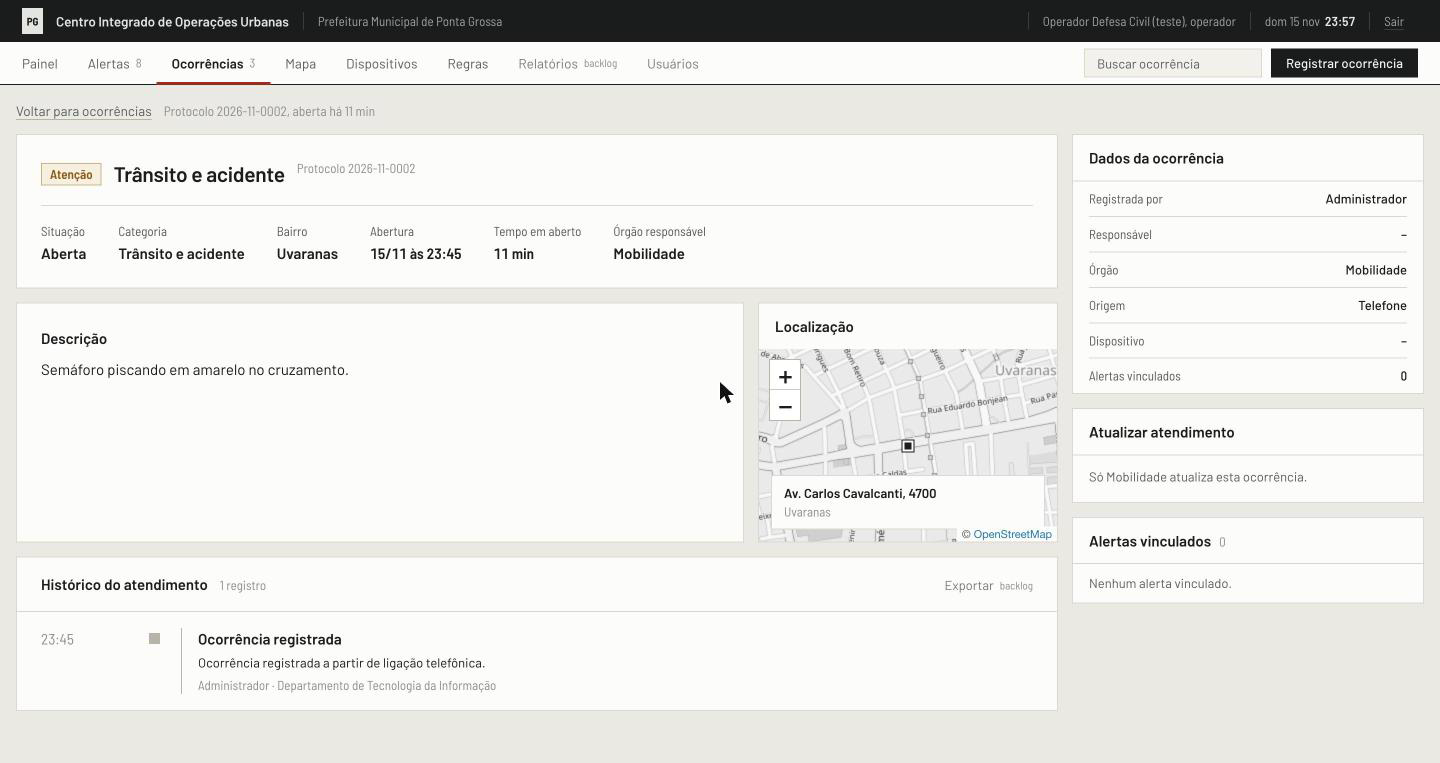 PG Centro Integrado de Operações Urbanas Prefeitura Municipal de Ponta Grossa Operador Defesa Civil (teste), operador dom 15 nov 23:57 Sair
Painel Alertas 8 Ocorrências 3 Mapa Dispositivos Regras Relatórios backlog Usuários Buscar ocorrência Registrar ocorrência
Voltar para ocorrências Protocolo 2026-11-0002, aberta há 11 min
Atenção Trânsito e acidente Protocolo 2026-11-0002
Situação Categoria Bairro Abertura Tempo em aberto Órgão responsável
Aberta Trânsito e acidente Uvaranas 15/11 às 23:45 11 min Mobilidade
Descrição
Semáforo piscando em amarelo no cruzamento.
Localização
+
−
Bom Retiro
Uvaranas
Rua Eduardo Bonjean
Caldas
Av. Carlos Cavalcanti, 4700
Uvaranas
© OpenStreetMap
Histórico do atendimento 1 registro Exportar backlog
23:45 Ocorrência registrada
Ocorrência registrada a partir de ligação telefônica.
Administrador · Departamento de Tecnologia da Informação
Dados da ocorrência
Registrada por Administrador
Responsável –
Órgão Mobilidade
Origem Telefone
Dispositivo –
Alertas vinculados 0
Atualizar atendimento
Só Mobilidade atualiza esta ocorrência.
Alertas vinculados 0
Nenhum alerta vinculado.